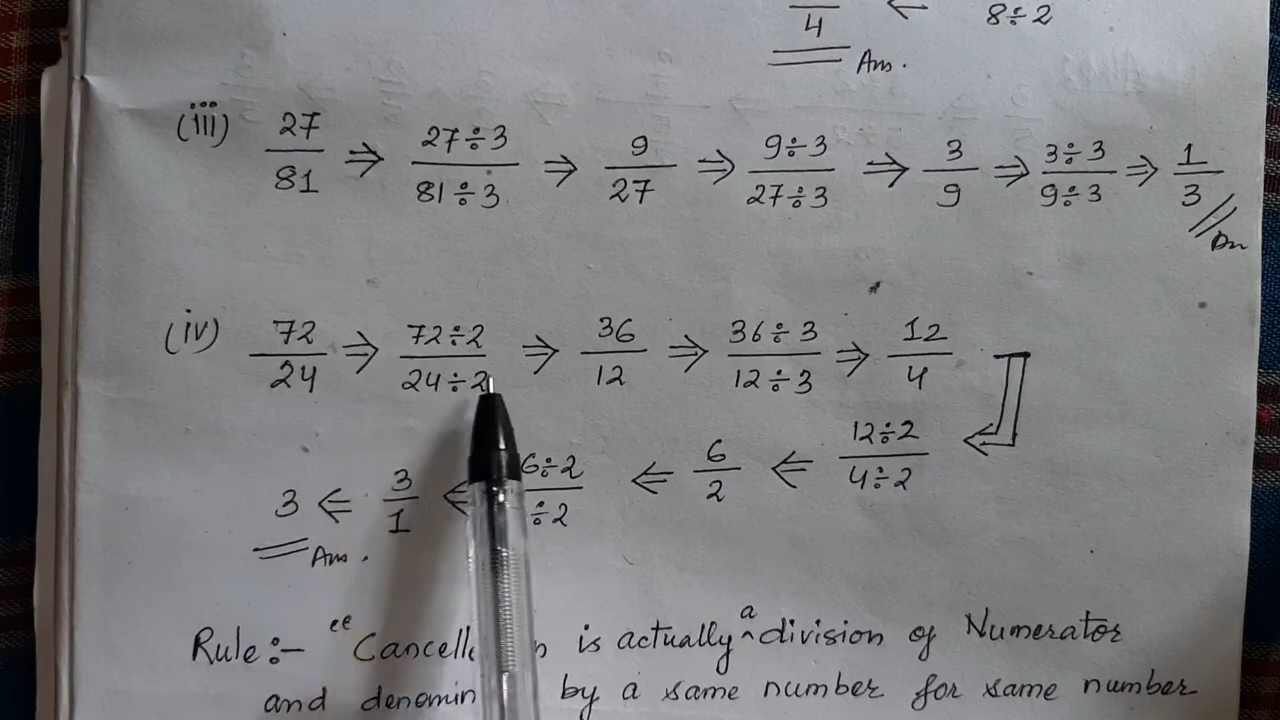 4 ⇐ 8÷2
Ans.
(iii) 27/81 ⇒ 27÷3/81÷3 ⇒ 9/27 ⇒ 9÷3/27÷3 ⇒ 3/9 ⇒ 3÷3/9÷3 ⇒ 1/3
(iv) 72/24 ⇒ 72÷2/24÷2 ⇒ 36/12 ⇒ 36÷3/12÷3 ⇒ 12/4
3 ⇐ 3/1 ⇐ 6÷2/÷2 ⇐ 6/2 ⇐ 12÷2/4÷2 ⇐
Ans.
Rule:- "Cancell is actually a division of Numerator
and denomin by a same number for same number